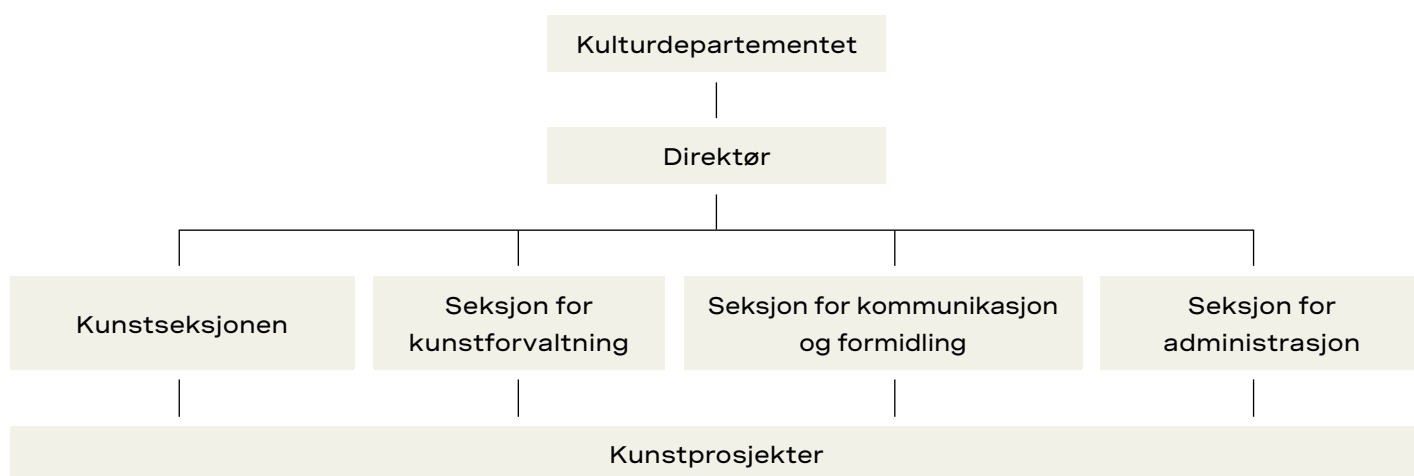 Kulturdepartementet
Direktør
Kunstseksjonen
Seksjon for
kunstforvaltning
Seksjon for kommunikasjon
og formidling
Seksjon for
administrasjon
Kunstprosjekter